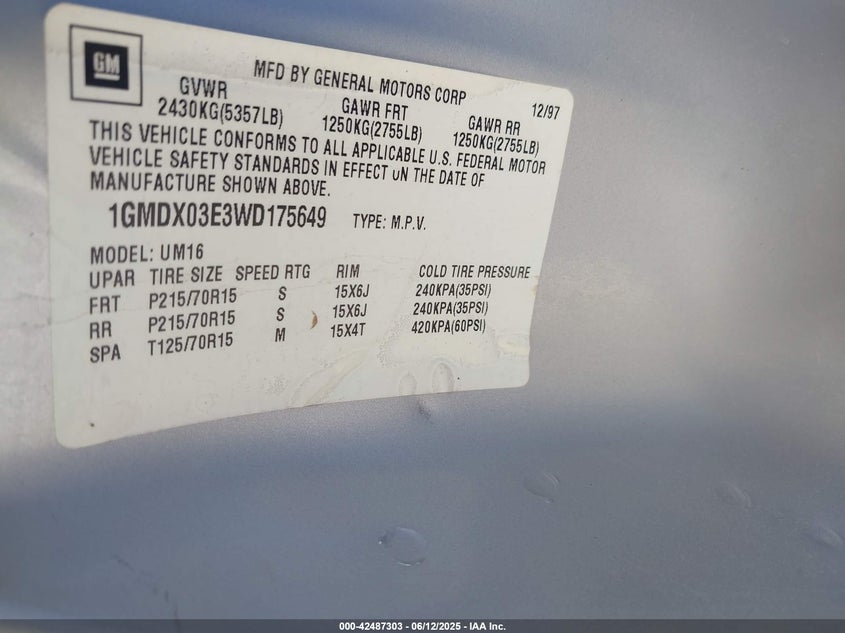 GM
MFD BY GENERAL MOTORS CORP 12/97
GVWR GAWR FRT GAWR RR
2430KG(5357LB) 1250KG(2755LB) 1250KG(2755LB)
THIS VEHICLE CONFORMS TO ALL APPLICABLE U.S. FEDERAL MOTOR
VEHICLE SAFETY STANDARDS IN EFFECT ON THE DATE OF
MANUFACTURE SHOWN ABOVE.
1GMDX03E3WD175649 TYPE: M.P.V.
MODEL: UM16
UPAR TIRE SIZE SPEED RTG RIM COLD TIRE PRESSURE
FRT P215/70R15 S 15X6J 240KPA(35PSI)
RR P215/70R15 S 15X6J 240KPA(35PSI)
SPA T125/70R15 M 15X4T 420KPA(60PSI)
000-42487303 - 06/12/2025 - IAA Inc.